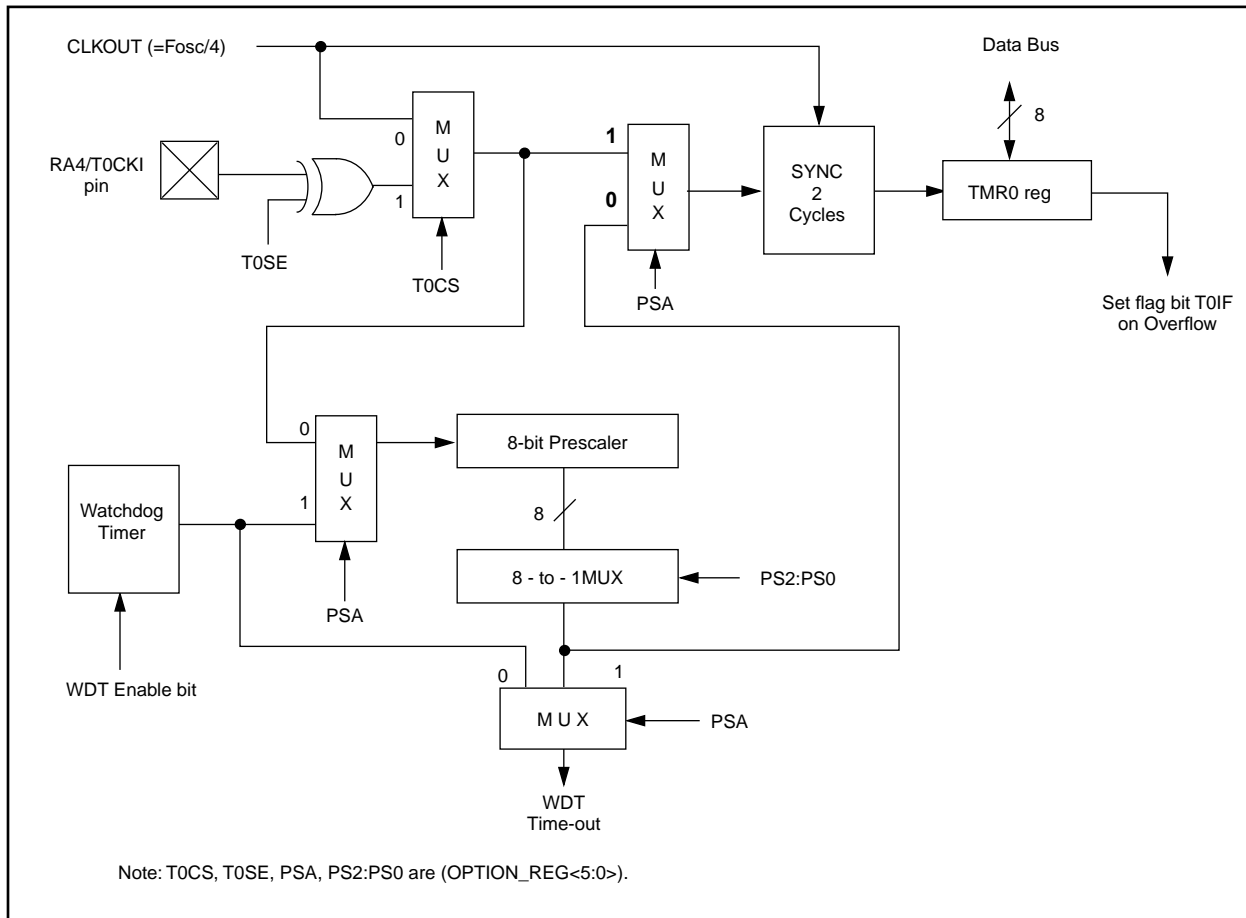 CLKOUT (=Fosc/4)
Data Bus
8
RA4/T0CKI
pin
0
1
M
U
X
1
0
M
U
X
SYNC
2
Cycles
TMR0 reg
T0SE
T0CS
PSA
Set flag bit T0IF
on Overflow
0
1
M
U
X
8-bit Prescaler
Watchdog
Timer
8
8 - to - 1MUX
PS2:PS0
PSA
WDT Enable bit
0
1
M U X
PSA
WDT
Time-out
Note: T0CS, T0SE, PSA, PS2:PS0 are (OPTION_REG<5:0>).